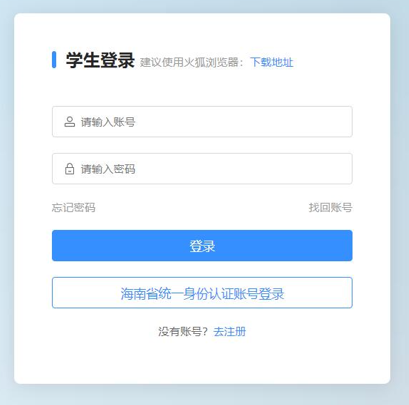 学生登录 建议使用火狐浏览器：下载地址
请输入账号
请输入密码
忘记密码 找回账号
登录
海南省统一身份认证账号登录
没有账号？去注册